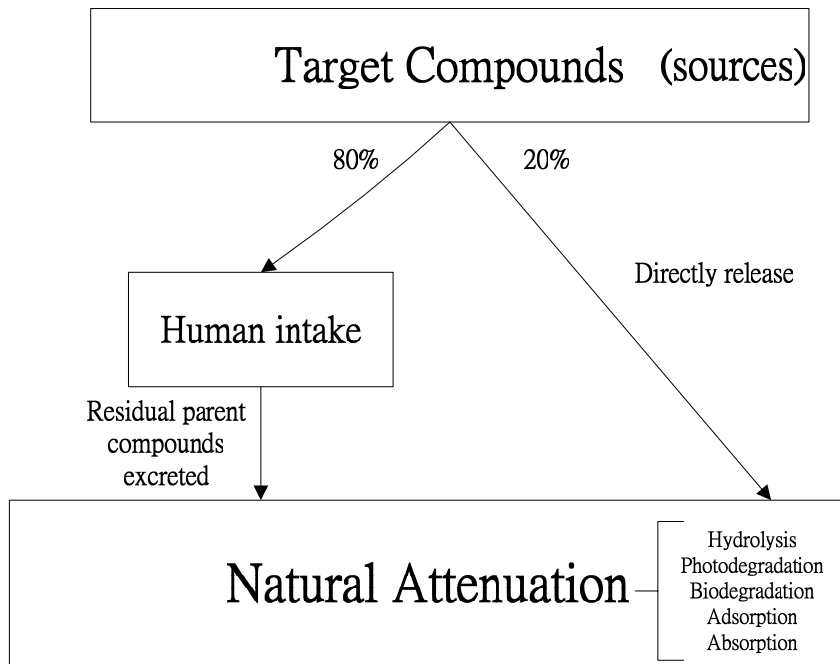 Target Compounds (sources)
80%
20%
Directly release
Human intake
Residual parent
compounds
excreted
Natural Attenuation
Hydrolysis
Photodegradation
Biodegradation
Adsorption
Absorption